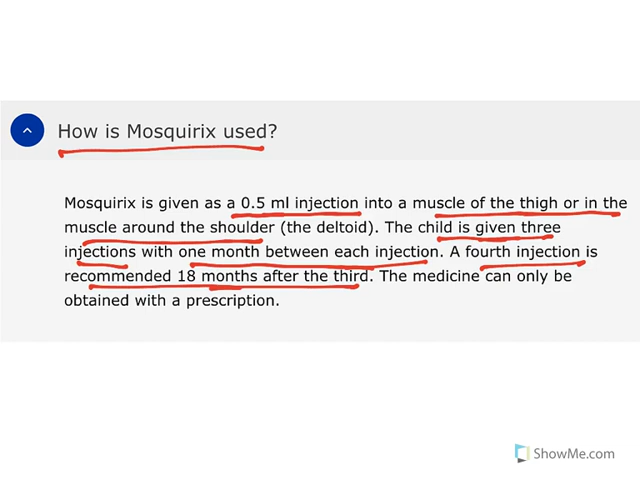 How is Mosquirix used?
Mosquirix is given as a 0.5 ml injection into a muscle of the thigh or in the
muscle around the shoulder (the deltoid). The child is given three
injections with one month between each injection. A fourth injection is
recommended 18 months after the third. The medicine can only be
obtained with a prescription.
ShowMe.com